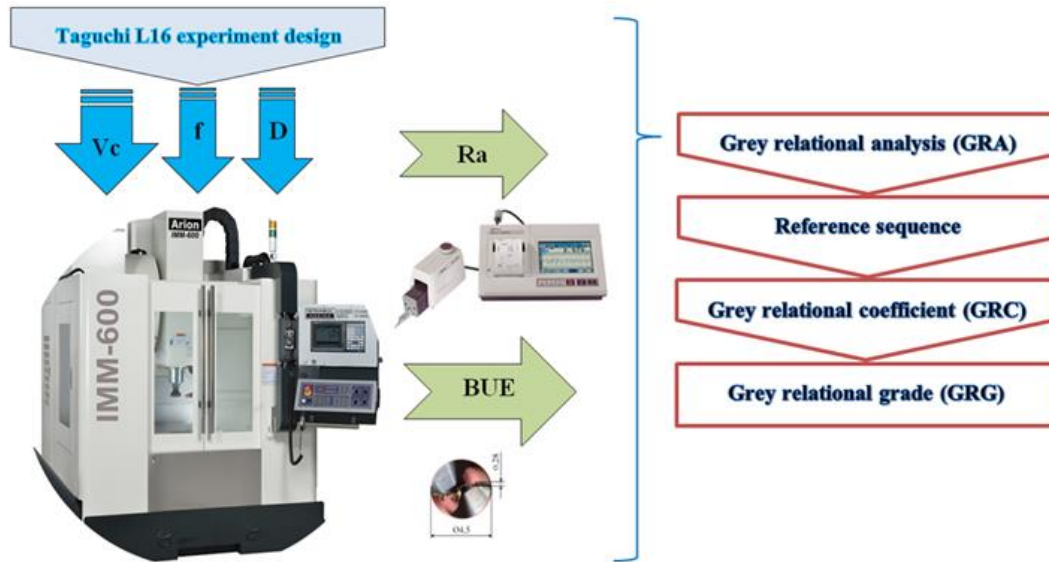 Taguchi L16 experiment design
Vc
f
D
Ra
Arion
IMM-600
IMM-600
BUE
0.28
Ø4.5
Grey relational analysis (GRA)
Reference sequence
Grey relational coefficient (GRC)
Grey relational grade (GRG)